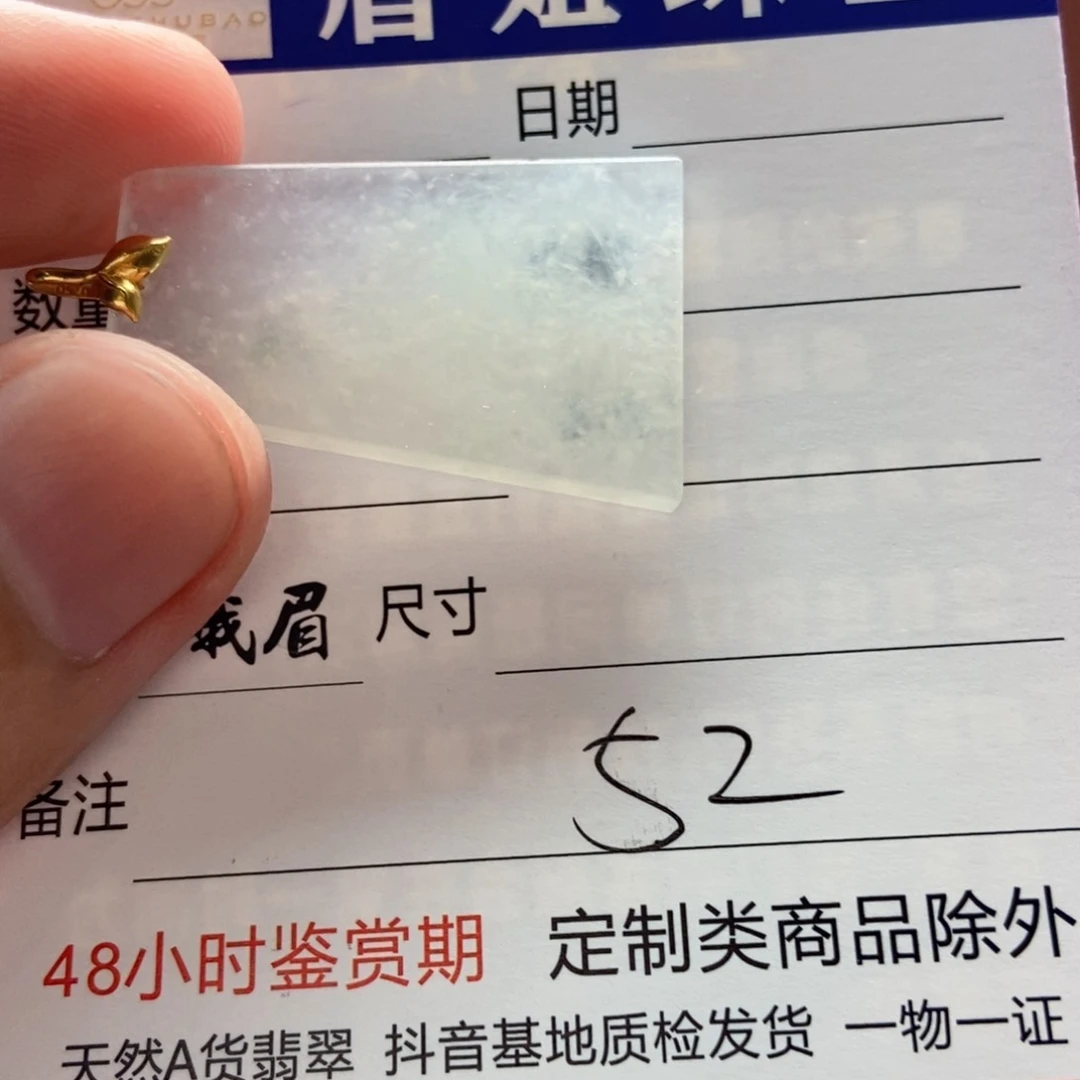 HUBAO
日期
数量
娥眉 尺寸
备注 52
48小时鉴赏期 定制类商品除外
天然A货翡翠 抖音基地质检发货 一物一证